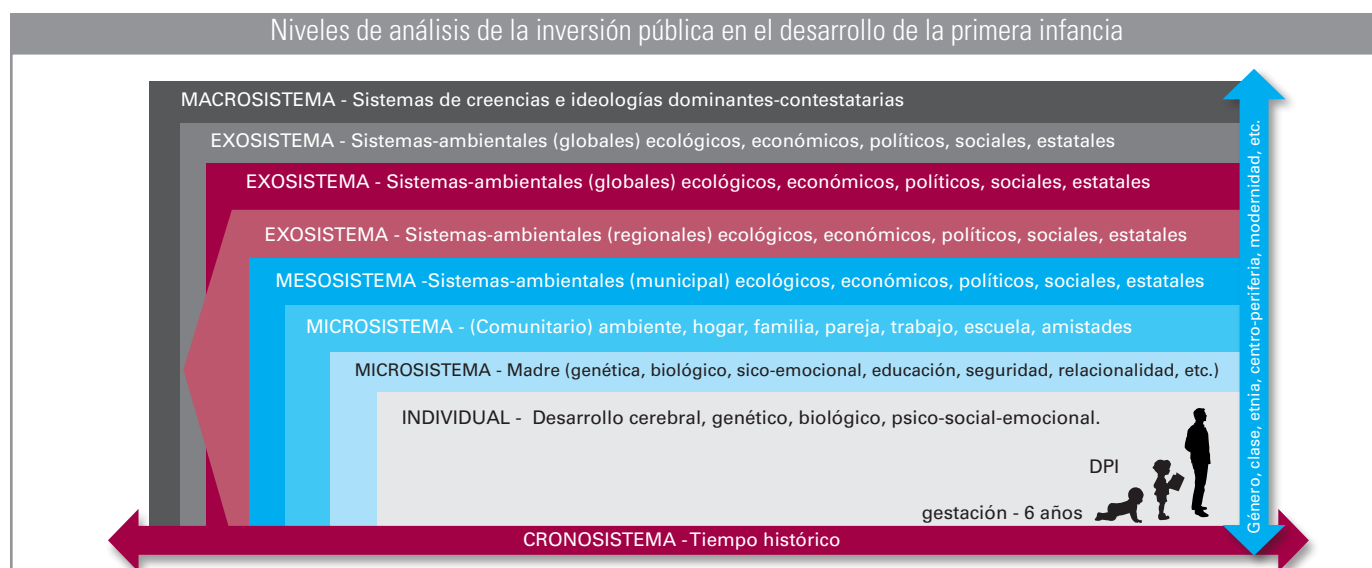 Niveles de análisis de la inversión pública en el desarrollo de la primera infancia
MACROSISTEMA - Sistemas de creencias e ideologías dominantes-contestatarias
EXOSISTEMA - Sistemas-ambientales (globales) ecológicos, económicos, políticos, sociales, estatales
EXOSISTEMA - Sistemas-ambientales (globales) ecológicos, económicos, políticos, sociales, estatales
EXOSISTEMA - Sistemas-ambientales (regionales) ecológicos, económicos, políticos, sociales, estatales
MESOSISTEMA -Sistemas-ambientales (municipal) ecológicos, económicos, políticos, sociales, estatales
MICROSISTEMA - (Comunitario) ambiente, hogar, familia, pareja, trabajo, escuela, amistades
MICROSISTEMA - Madre (genética, biológico, sico-emocional, educación, seguridad, relacionalidad, etc.)
INDIVIDUAL - Desarrollo cerebral, genético, biológico, psico-social-emocional.
DPI
gestación - 6 años
CRONOSISTEMA - Tiempo histórico
Género, clase, etnia, centro-periferia, modernidad, etc.